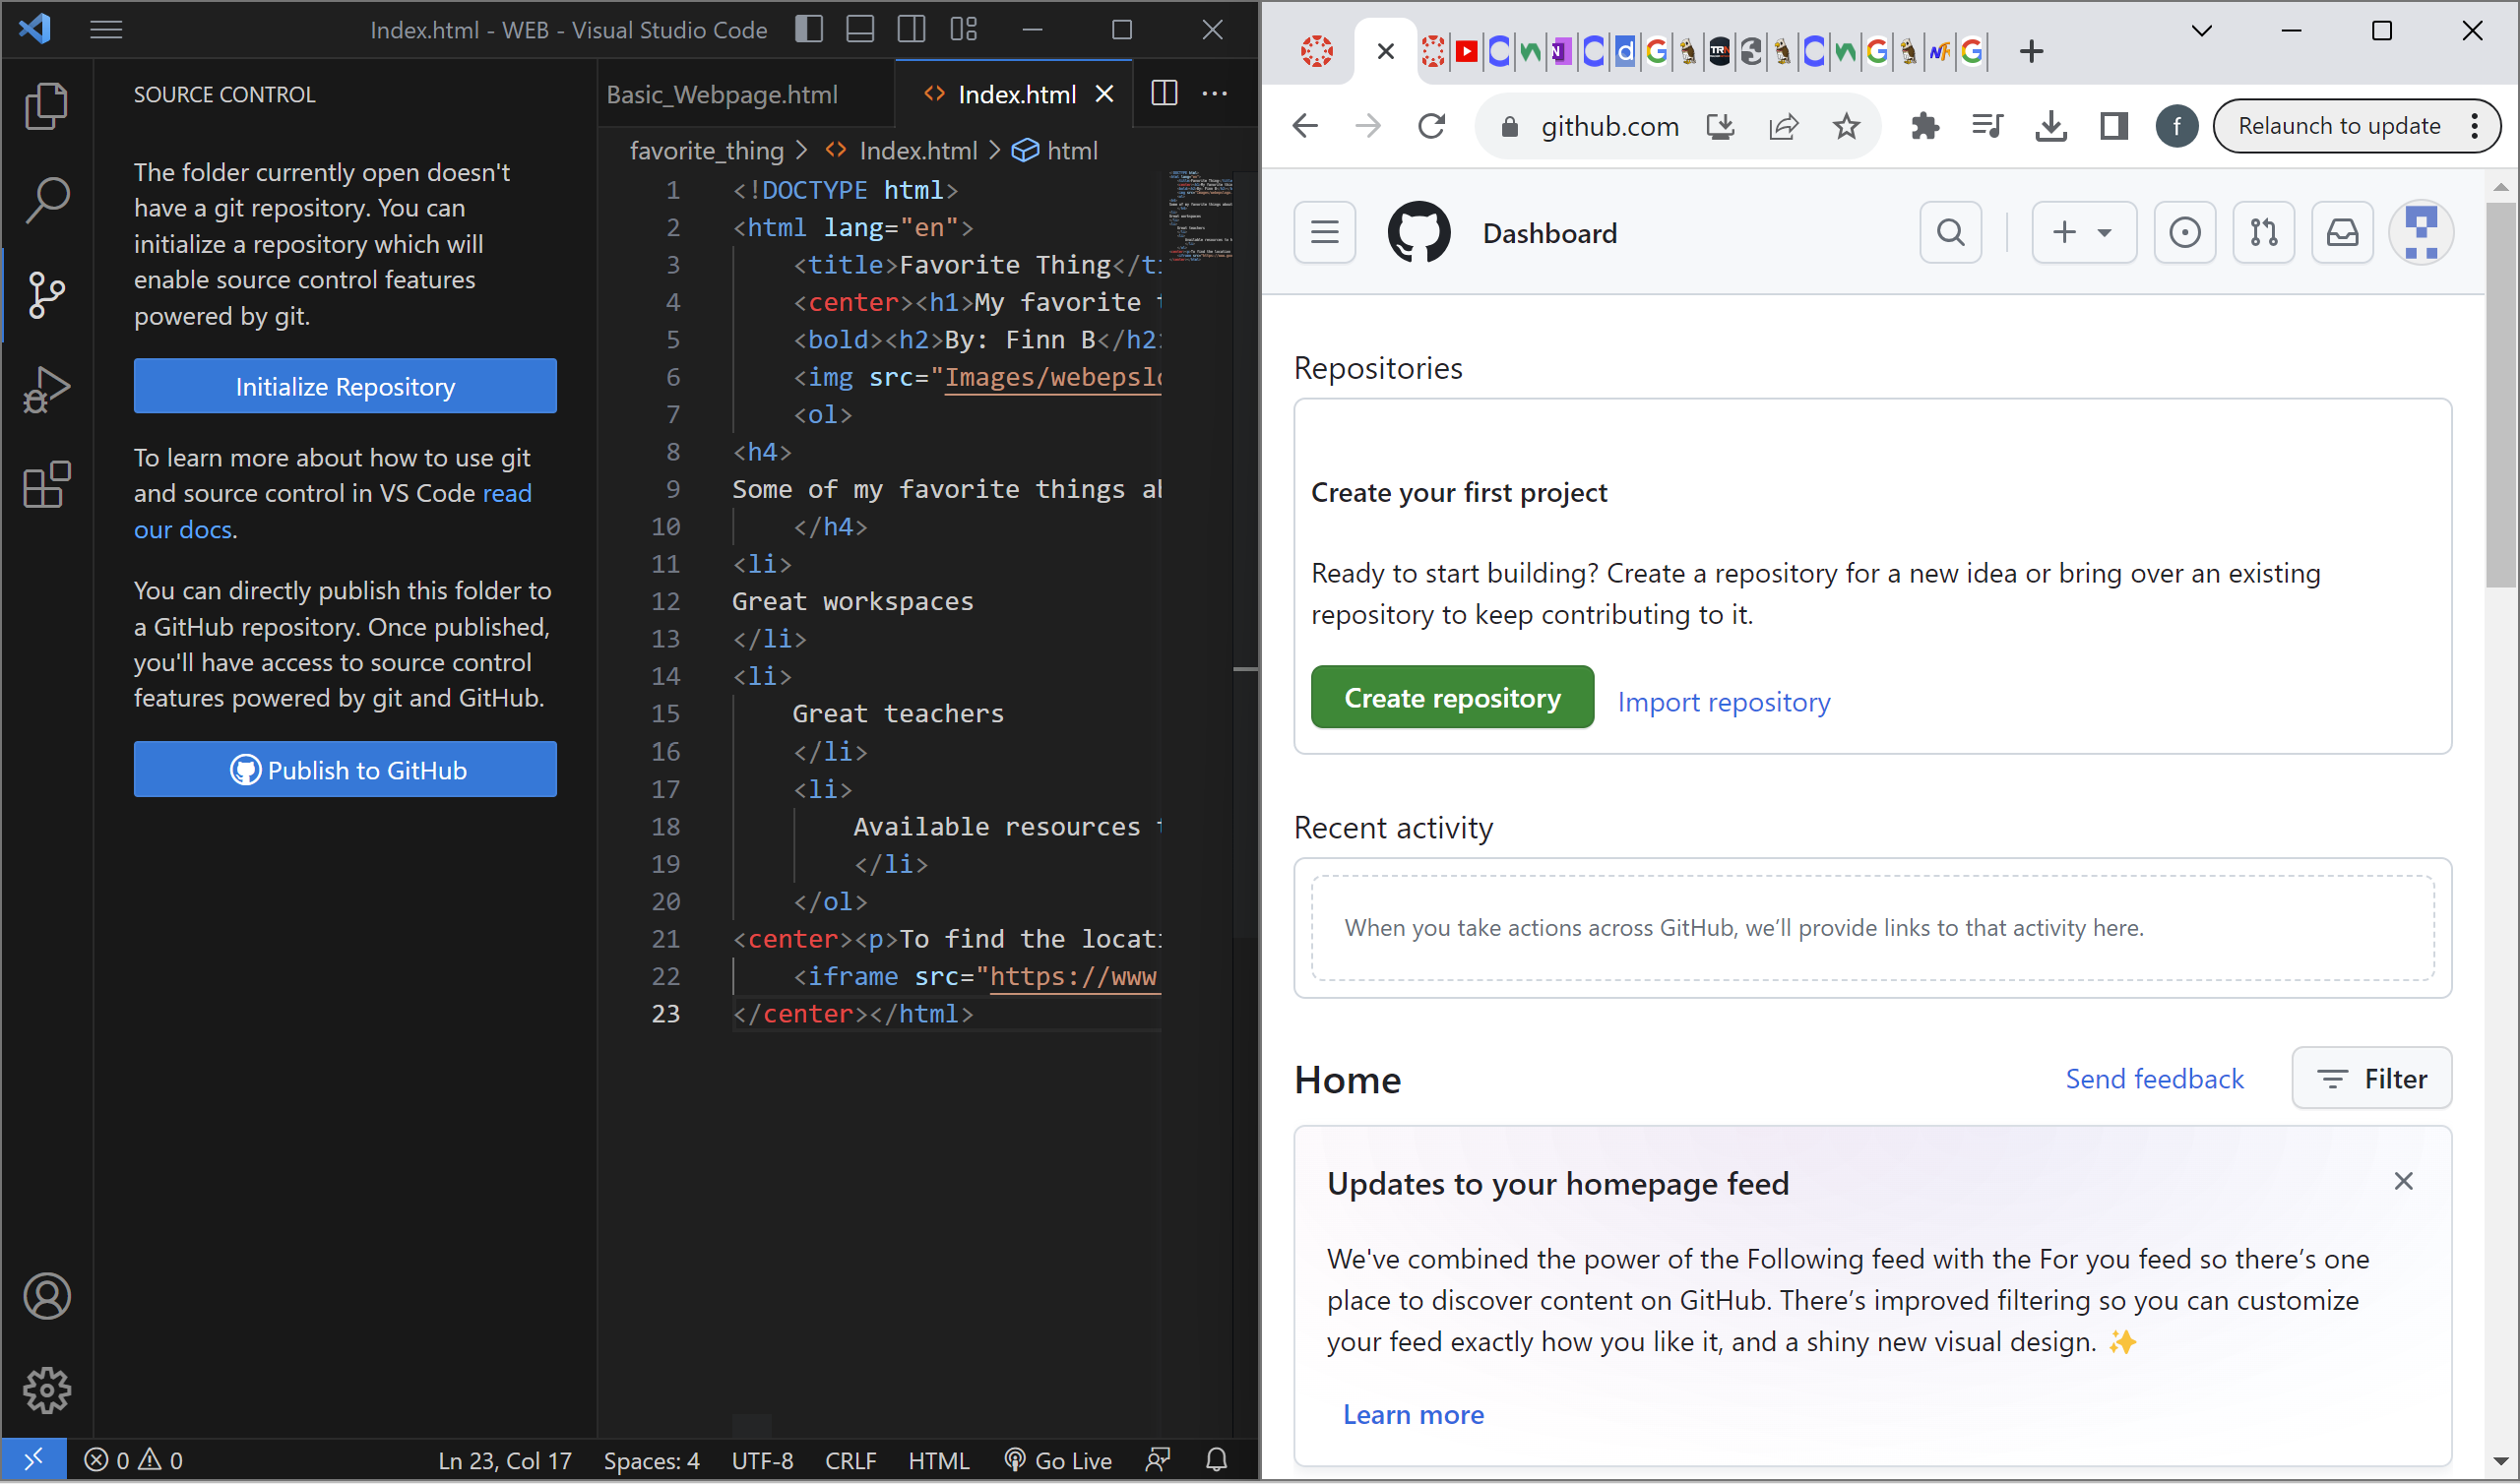 Index.html - WEB - Visual Studio Code
SOURCE CONTROL
The folder currently open doesn't
have a git repository. You can
initialize a repository which will
enable source control features
powered by git.
Initialize Repository
To learn more about how to use git
and source control in VS Code read
our docs.
You can directly publish this folder to
a GitHub repository. Once published,
you'll have access to source control
features powered by git and GitHub.
Publish to GitHub
Basic_Webpage.html
<> Index.html
favorite_thing > <> Index.html > html
1 <!DOCTYPE html>
2 <html lang="en">
3 <title>Favorite Thing</ti
4 <center><h1>My favorite t
5 <bold><h2>By: Finn B</h2>
6 <img src="Images/webepslo
7 <ol>
8 <h4>
9 Some of my favorite things ab
10 </h4>
11 <li>
12 Great workspaces
13 </li>
14 <li>
15 Great teachers
16 </li>
17 <li>
18 Available resources t
19 </li>
20 </ol>
21 <center><p>To find the locati
22 <iframe src="https://www.
23 </center></html>
0 0
Ln 23, Col 17
Spaces: 4
UTF-8
CRLF
HTML
Go Live
github.com
f
Relaunch to update
Dashboard
Repositories
Create your first project
Ready to start building? Create a repository for a new idea or bring over an existing
repository to keep contributing to it.
Create repository
Import repository
Recent activity
When you take actions across GitHub, we’ll provide links to that activity here.
Home
Send feedback
Filter
Updates to your homepage feed
We've combined the power of the Following feed with the For you feed so there’s one
place to discover content on GitHub. There’s improved filtering so you can customize
your feed exactly how you like it, and a shiny new visual design. ✨
Learn more